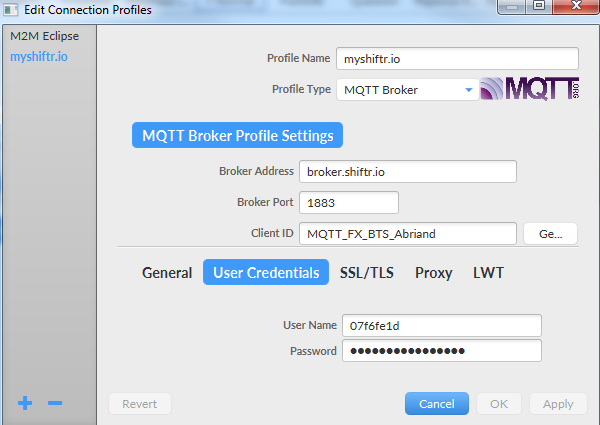 Edit Connection Profiles
M2M Eclipse
myshiftr.io
Profile Name myshiftr.io
Profile Type MQTT Broker MQTT.ORG
MQTT Broker Profile Settings
Broker Address broker.shiftr.io
Broker Port 1883
Client ID MQTT_FX_BTS_Abriand Ge...
General User Credentials SSL/TLS Proxy LWT
User Name 07f6fe1d
Password ●●●●●●●●●●●●●●●●
Revert Cancel OK Apply